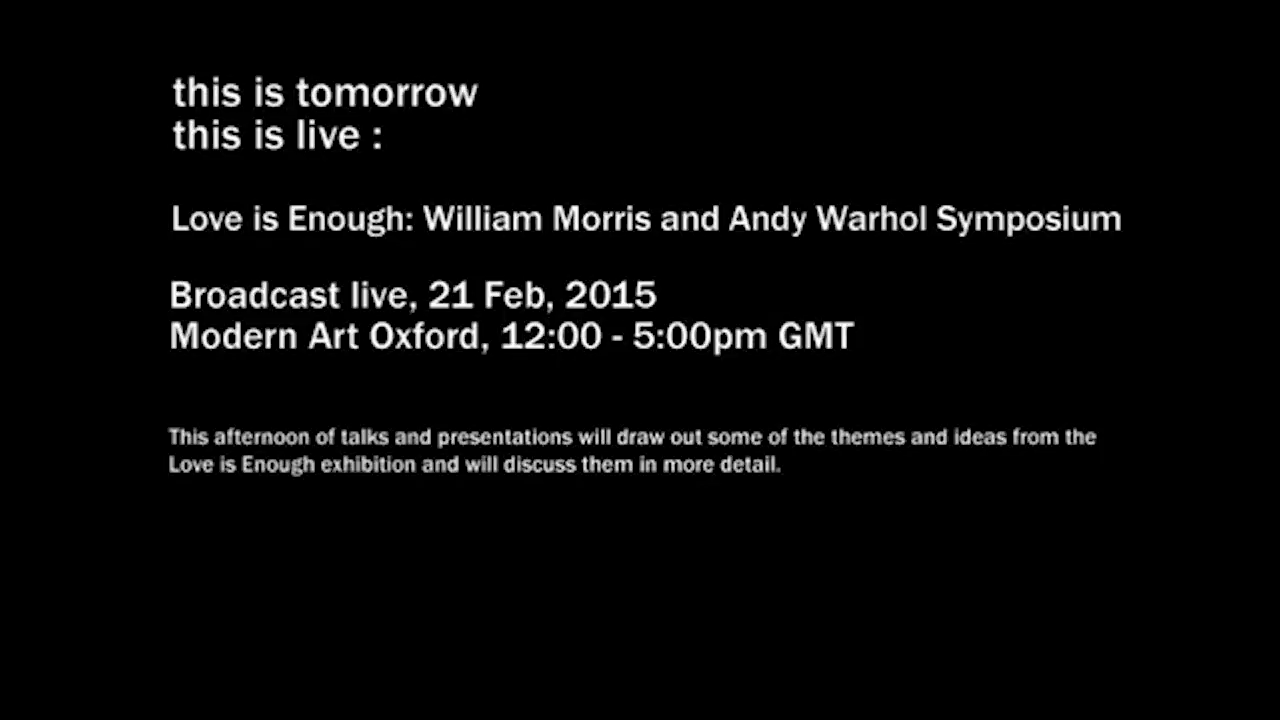 this is tomorrow
this is live :
Love is Enough: William Morris and Andy Warhol Symposium
Broadcast live, 21 Feb, 2015
Modern Art Oxford, 12:00 - 5:00pm GMT
This afternoon of talks and presentations will draw out some of the themes and ideas from the
Love is Enough exhibition and will discuss them in more detail.